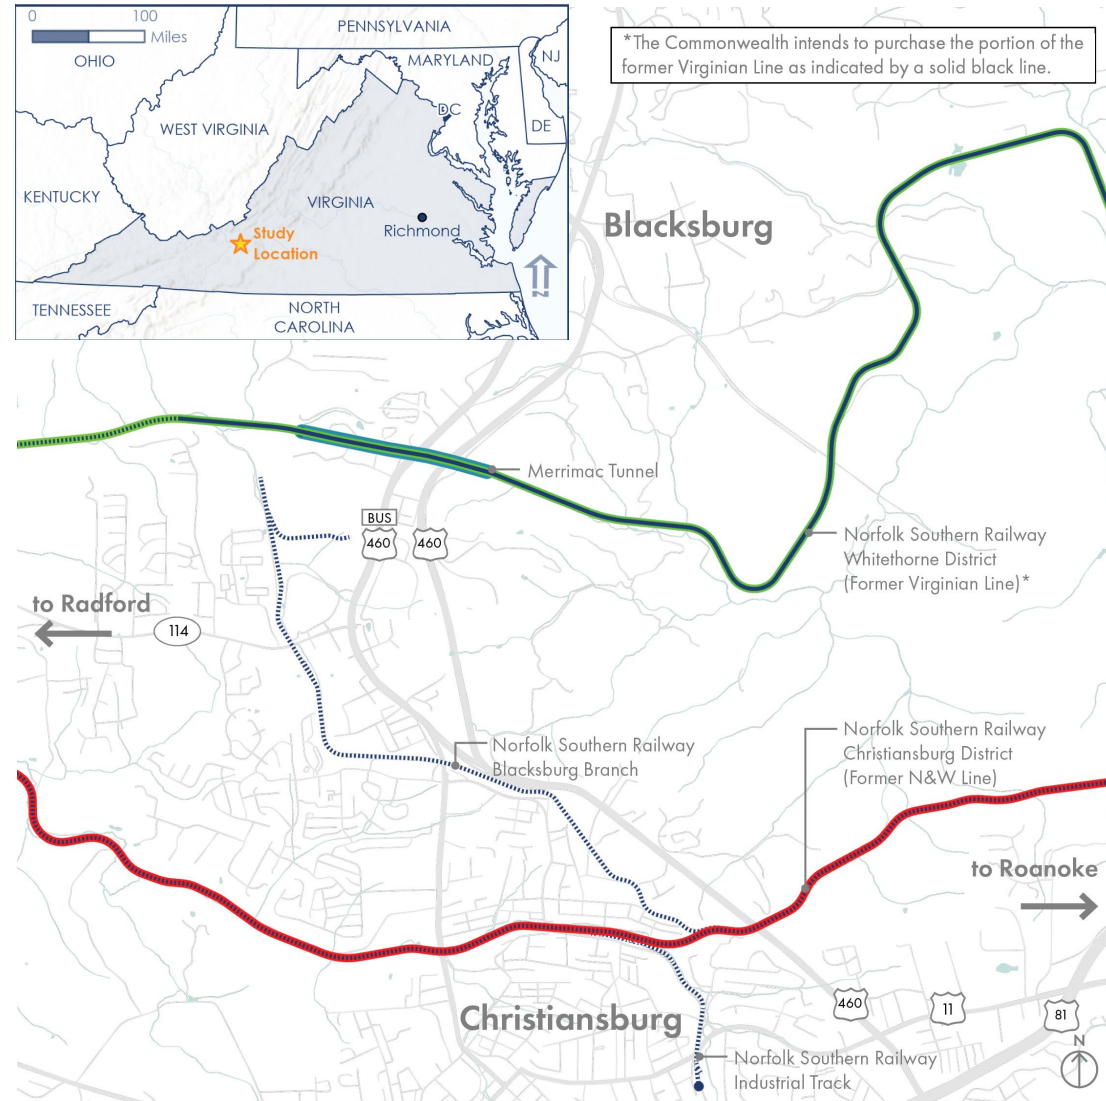 0 100
Miles
OHIO
PENNSYLVANIA
MARYLAND
NJ
DC
DE
WEST VIRGINIA
KENTUCKY
VIRGINIA
Richmond
Study
Location
TENNESSEE
NORTH
CAROLINA
N
*The Commonwealth intends to purchase the portion of the
former Virginian Line as indicated by a solid black line.
Blacksburg
Merrimac Tunnel
BUS
460
460
Norfolk Southern Railway
Whitethorne District
(Former Virginian Line)*
to Radford
114
Norfolk Southern Railway
Blacksburg Branch
Norfolk Southern Railway
Christiansburg District
(Former N&W Line)
to Roanoke
Christiansburg
460
11
81
N
Norfolk Southern Railway
Industrial Track